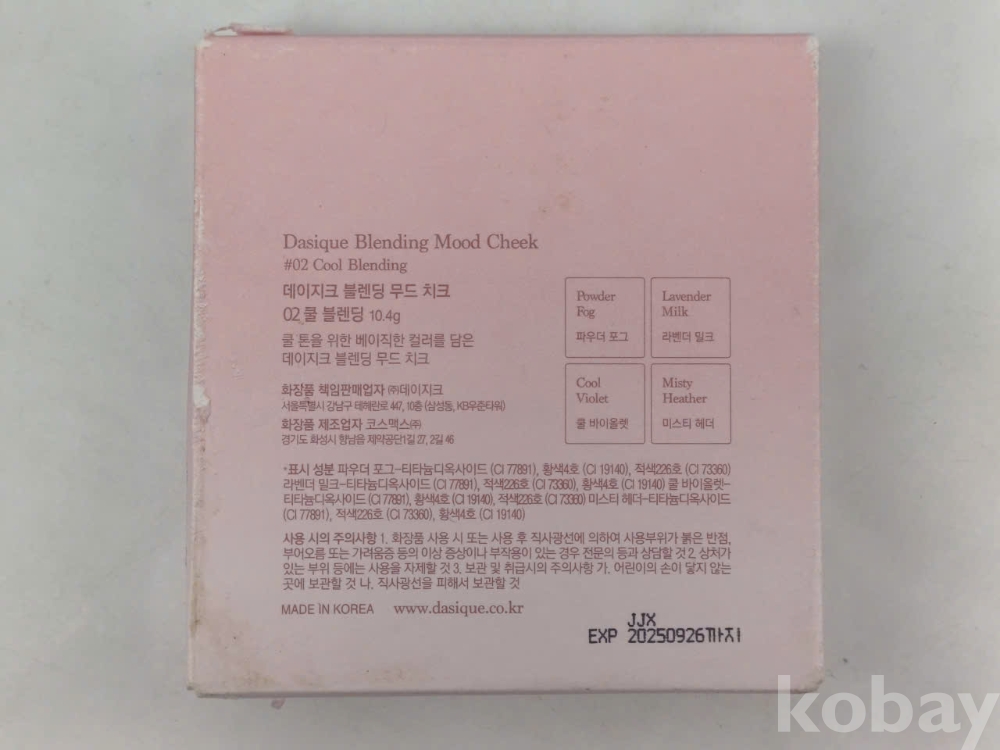 Dasique Blending Mood Cheek
#02 Cool Blending
데이지크 블렌딩 무드 치크
02 쿨 블렌딩 10.4g
쿨 톤을 위한 베이직한 컬러를 담은
데이지크 블렌딩 무드 치크
화장품 책임판매업자 ㈜데이지크
서울특별시 강남구 테헤란로 447, 10층 (삼성동, KB우준타워)
화장품 제조업자 코스맥스㈜
경기도 화성시 향남읍 제약공단1길 27, 2길 46
Powder
Fog
파우더 포그
Lavender
Milk
라벤더 밀크
Cool
Violet
쿨 바이올렛
Misty
Heather
미스티 헤더
*표시 성분 파우더 포그-티타늄디옥사이드 (CI 77891), 황색4호 (CI 19140), 적색226호 (CI 73360)
라벤더 밀크-티타늄디옥사이드 (CI 77891), 적색226호 (CI 73360), 황색4호 (CI 19140) 쿨 바이올렛-
티타늄디옥사이드 (CI 77891), 황색4호 (CI 19140), 적색226호 (CI 73360) 미스티 헤더-티타늄디옥사이드
(CI 77891), 적색226호 (CI 73360), 황색4호 (CI 19140)
사용 시의 주의사항 1. 화장품 사용 시 또는 사용 후 직사광선에 의하여 사용부위가 붉은 반점,
부어오름 또는 가려움증 등의 이상 증상이나 부작용이 있는 경우 전문의 등과 상담할 것 2. 상처가
있는 부위 등에는 사용을 자제할 것 3. 보관 및 취급시의 주의사항 가. 어린이의 손이 닿지 않는
곳에 보관할 것 나. 직사광선을 피해서 보관할 것
MADE IN KOREA www.dasique.co.kr
JJX
EXP 20250926까지
kobay